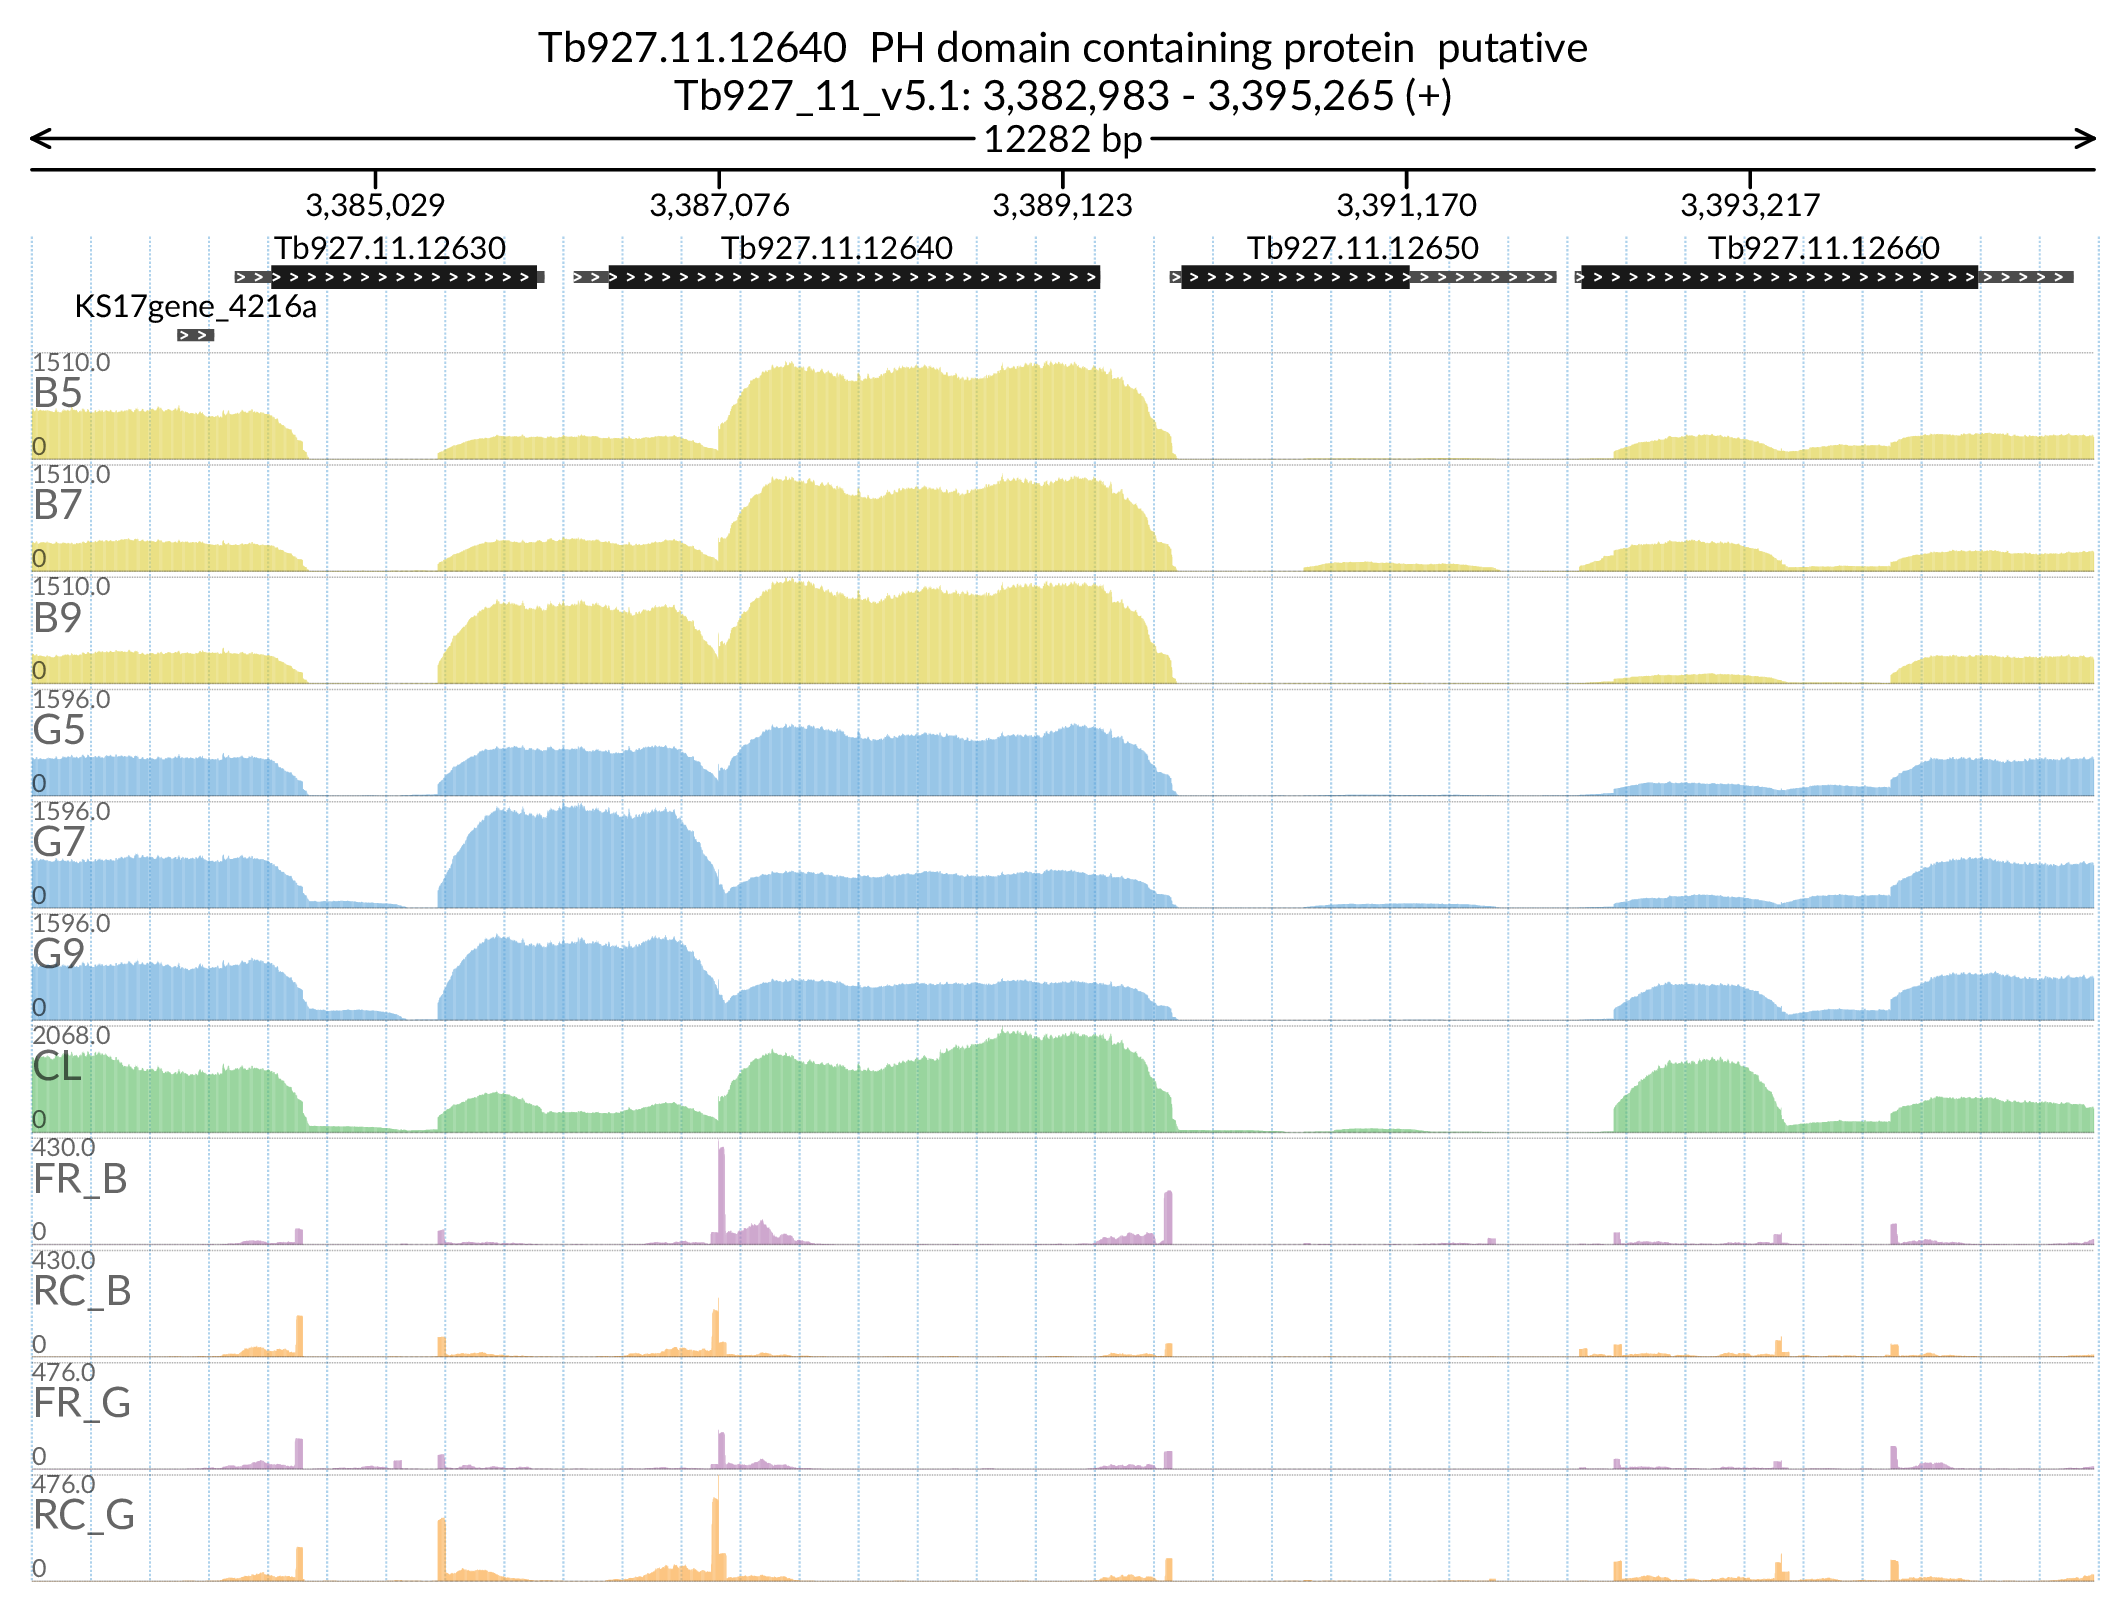 Tb927.11.12640  PH domain containing protein  putative
Tb927_11_v5.1: 3,382,983 - 3,395,265 (+)
12282 bp
3,385,029 3,387,076 3,389,123 3,391,170 3,393,217
Tb927.11.12630 Tb927.11.12640 Tb927.11.12650 Tb927.11.12660
KS17gene_4216a
1510.0
B5
0
1510.0
B7
0
1510.0
B9
0
1596.0
G5
0
1596.0
G7
0
1596.0
G9
0
2068.0
CL
0
430.0
FR_B
0
430.0
RC_B
0
476.0
FR_G
0
476.0
RC_G
0